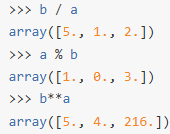 >>> b / a
array([5., 1., 2.])
>>> a % b
array([1., 0., 3.])
>>> b**a
array([5., 4., 216.])